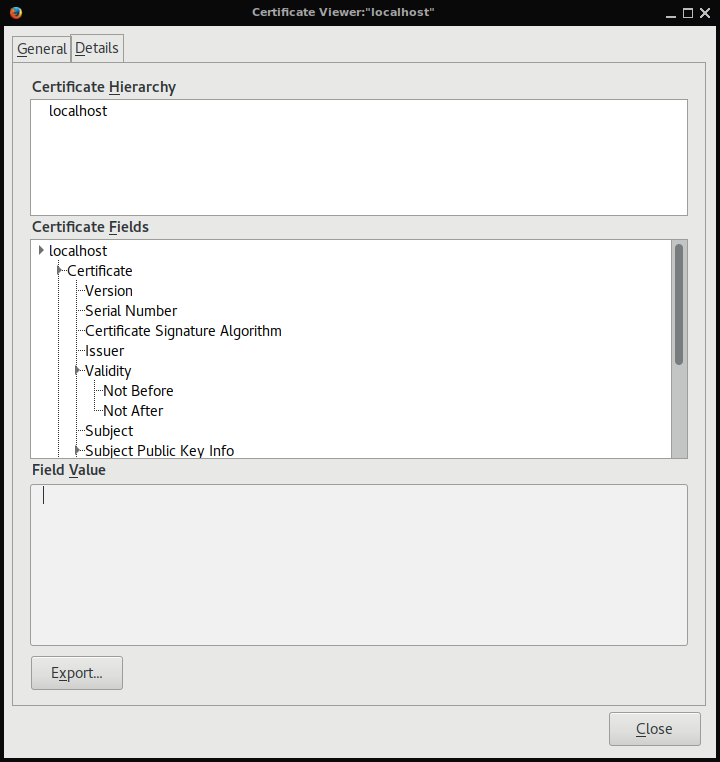 Certificate Viewer:"localhost"
General Details
Certificate Hierarchy
localhost
Certificate Fields
localhost
Certificate
Version
Serial Number
Certificate Signature Algorithm
Issuer
Validity
Not Before
Not After
Subject
Subject Public Key Info
Field Value
Export...
Close